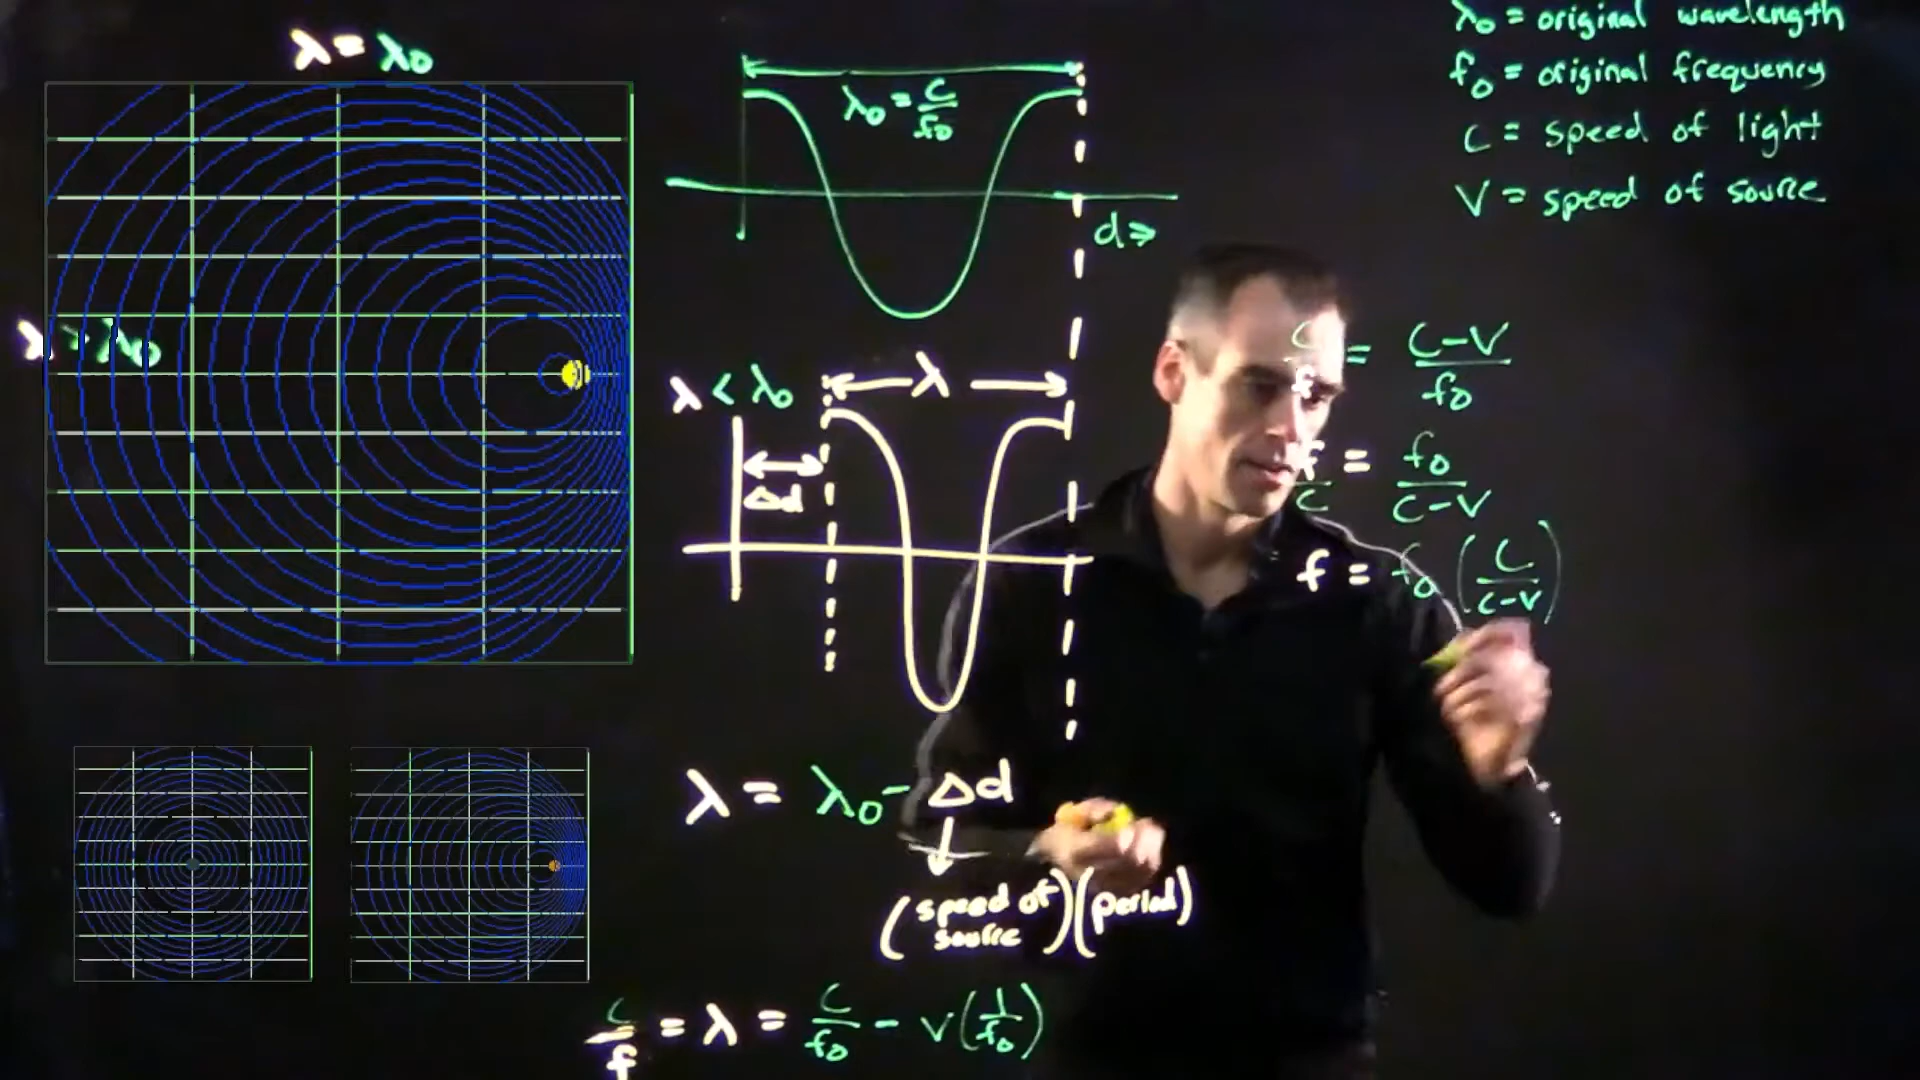 λ = λ₀
λ > λ₀
λ₀ = c/f₀
d⇒
λ < λ₀
← λ →
Δd
λ = λ₀ - Δd
(speed of source)(period)
c/f = λ = c/f₀ - v(1/f₀)
λ₀ = original wavelength
f₀ = original frequency
c = speed of light
v = speed of source
c/f = c-v/f₀
f/c = f₀/c-v
f = f₀ (c/c-v)